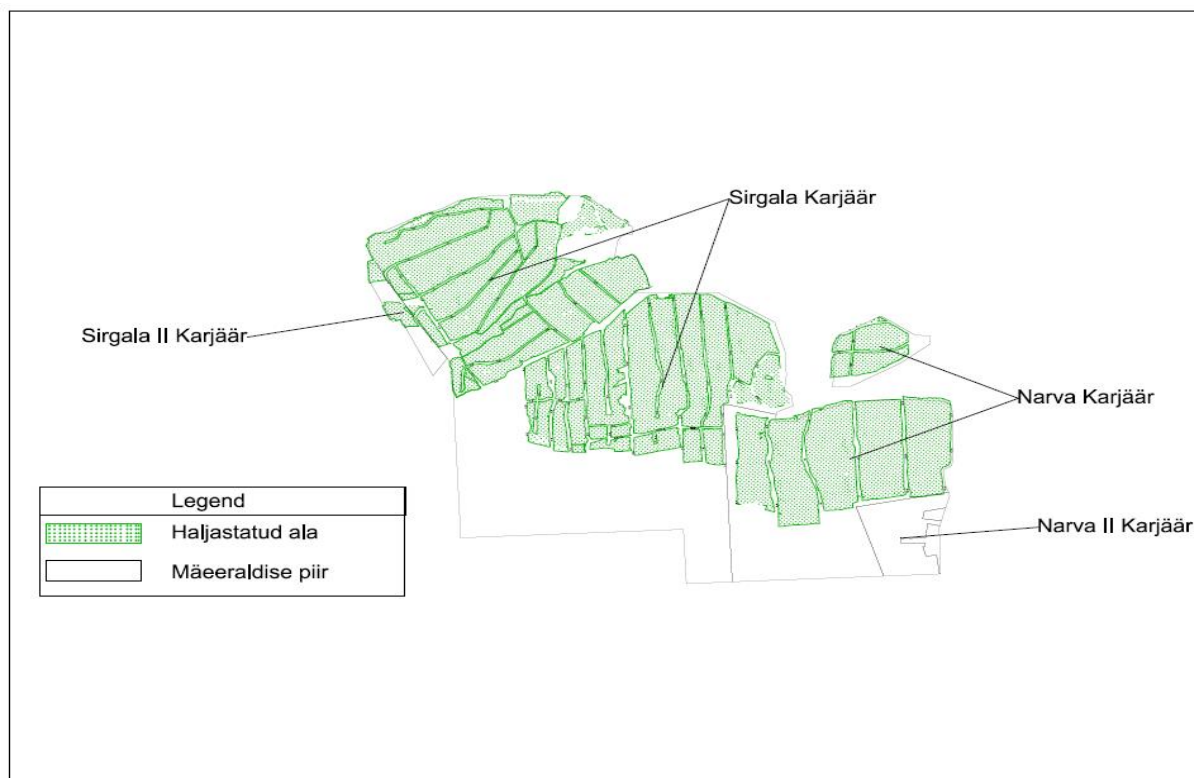 Sirgala Karjäär
Sirgala II Karjäär
Narva Karjäär
Narva II Karjäär
Legend
Haljastatud ala
Mäeeraldise piir